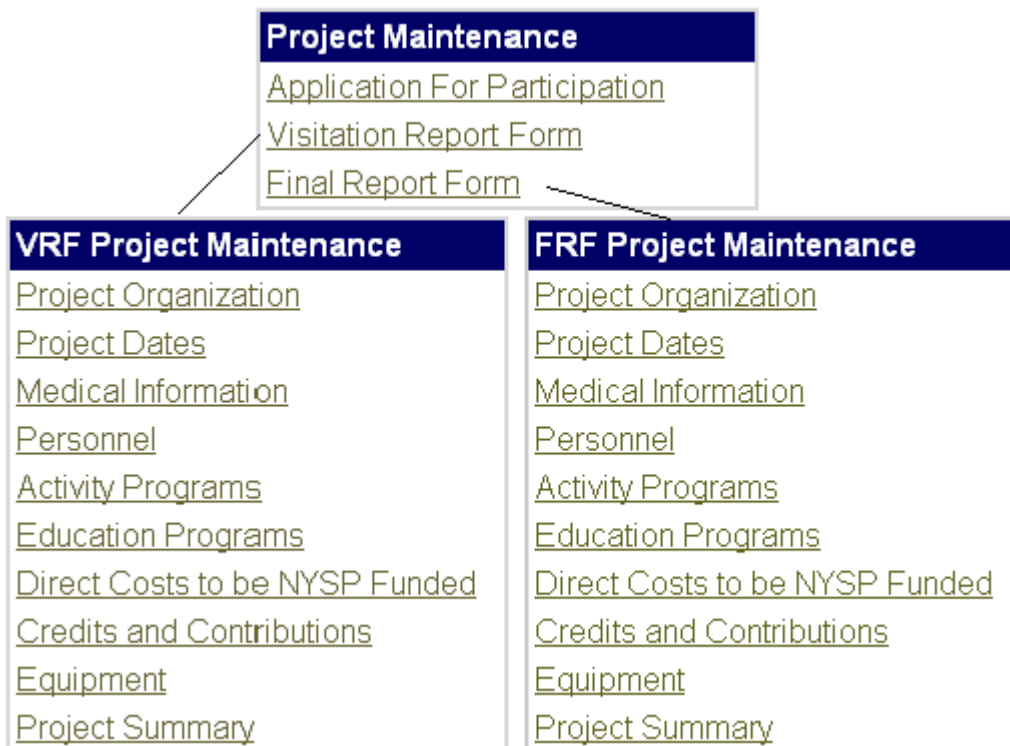 Project Maintenance
Application For Participation
Visitation Report Form
Final Report Form
VRF Project Maintenance
Project Organization
Project Dates
Medical Information
Personnel
Activity Programs
Education Programs
Direct Costs to be NYSP Funded
Credits and Contributions
Equipment
Project Summary
FRF Project Maintenance
Project Organization
Project Dates
Medical Information
Personnel
Activity Programs
Education Programs
Direct Costs to be NYSP Funded
Credits and Contributions
Equipment
Project Summary